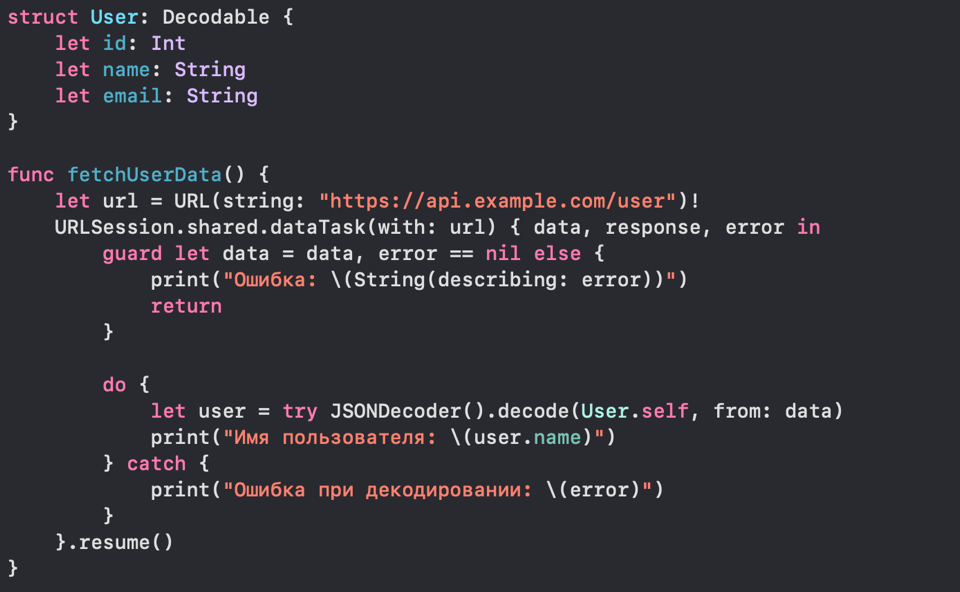 struct User: Decodable {
    let id: Int
    let name: String
    let email: String
}

func fetchUserData() {
    let url = URL(string: "https://api.example.com/user")!
    URLSession.shared.dataTask(with: url) { data, response, error in
        guard let data = data, error == nil else {
            print("Ошибка: \(String(describing: error))")
            return
        }

        do {
            let user = try JSONDecoder().decode(User.self, from: data)
            print("Имя пользователя: \(user.name)")
        } catch {
            print("Ошибка при декодировании: \(error)")
        }
    }.resume()
}